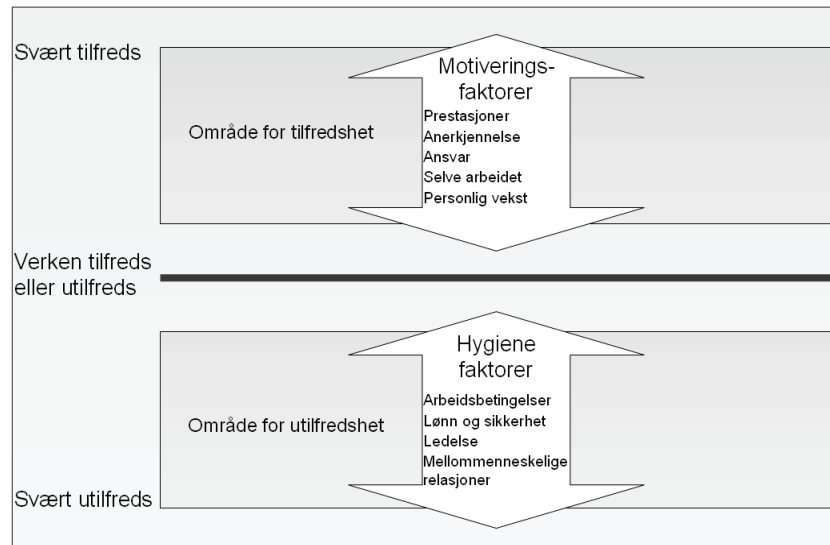 Svært tilfreds
Motiverings-
faktorer
Område for tilfredshet
Prestasjoner
Anerkjennelse
Ansvar
Selve arbeidet
Personlig vekst
Verken tilfreds
eller utilfreds
Hygiene
faktorer
Område for utilfredshet
Arbeidsbetingelser
Lønn og sikkerhet
Ledelse
Mellommenneskelige
relasjoner
Svært utilfreds